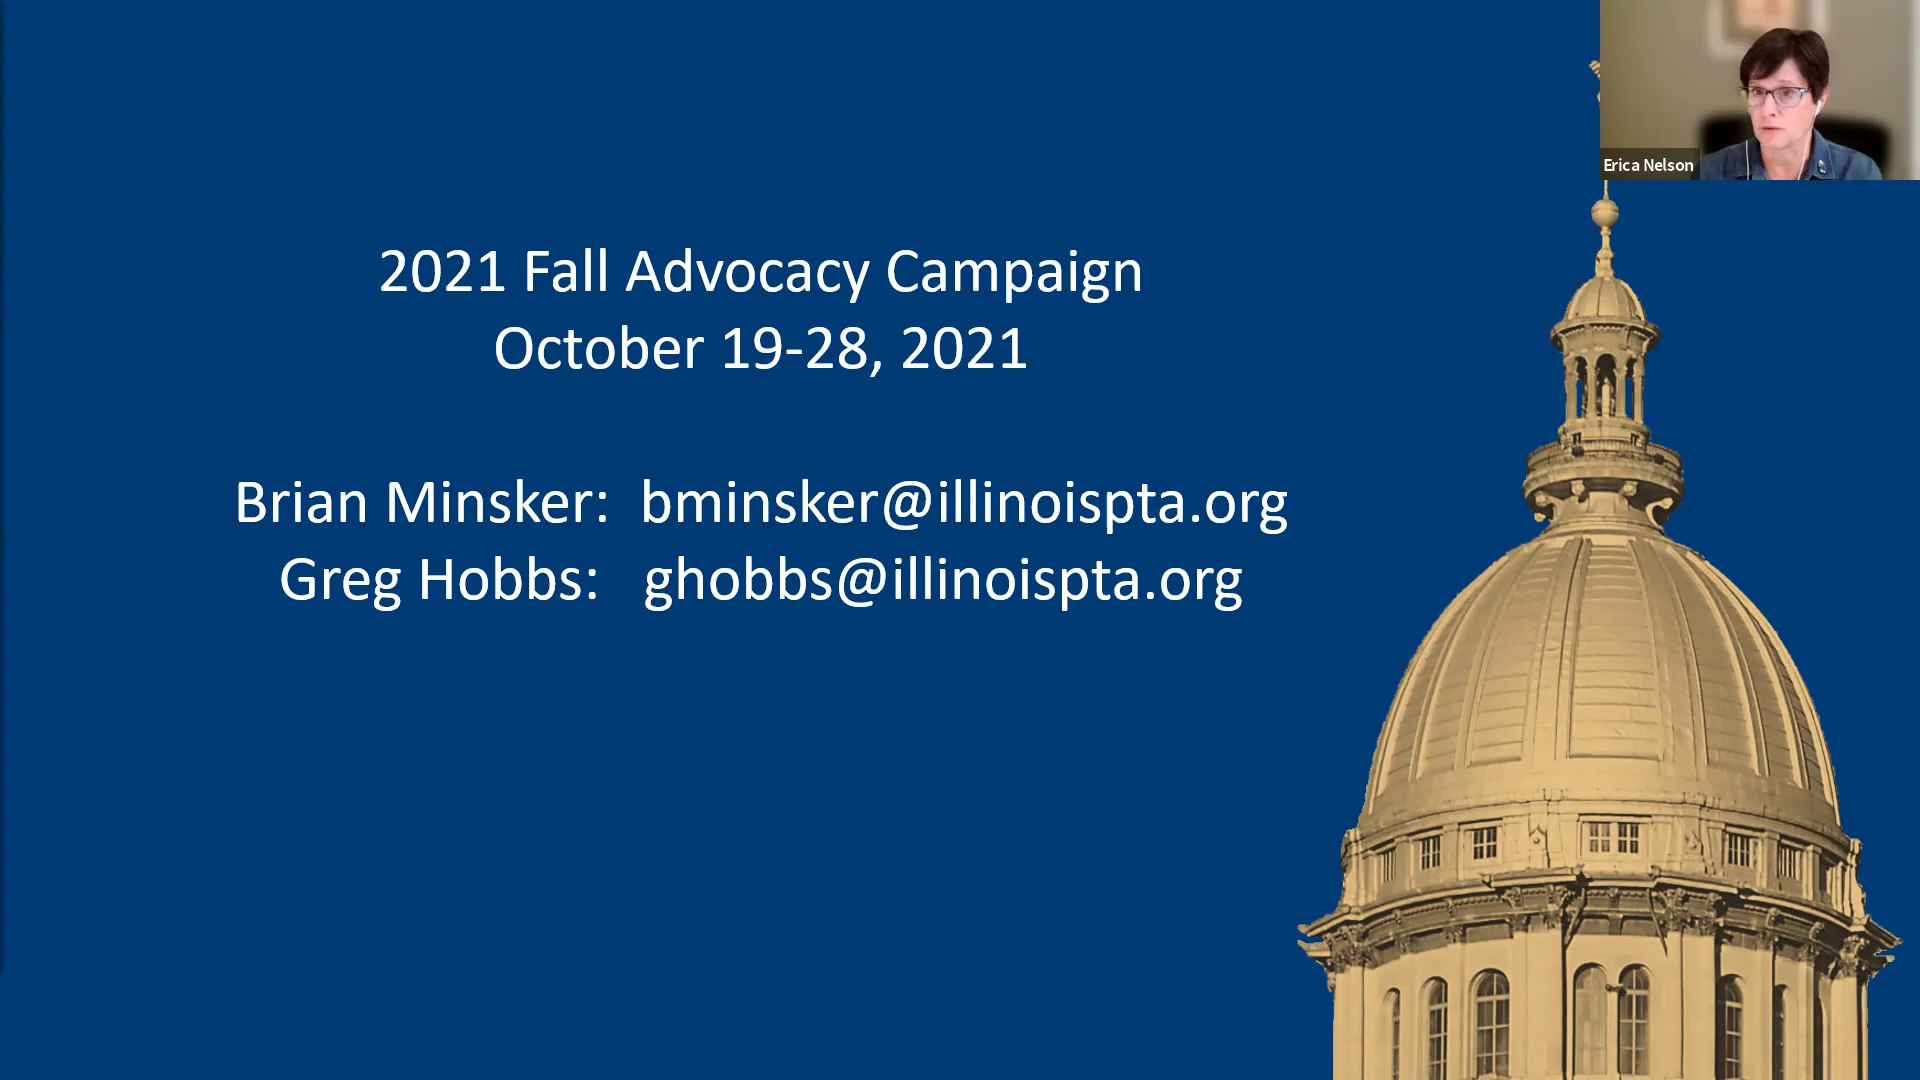 Erica Nelson
2021 Fall Advocacy Campaign
October 19-28, 2021
Brian Minsker: bminsker@illinoispta.org
Greg Hobbs: ghobbs@illinoispta.org